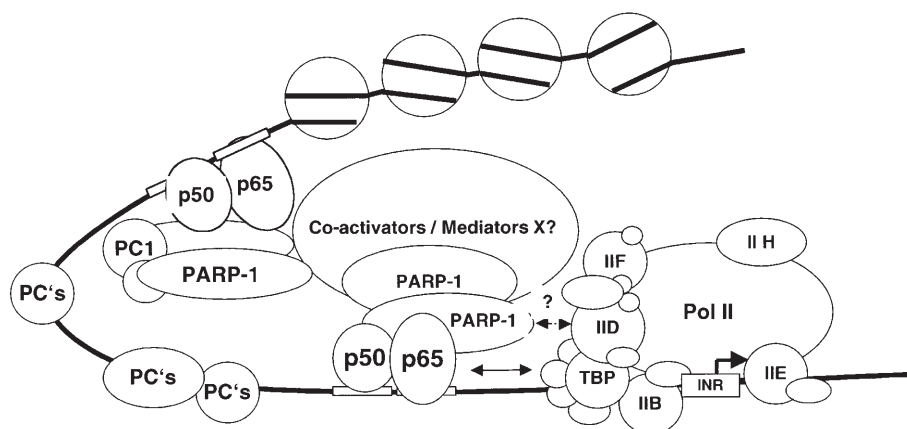 p50
p65
Co-activators / Mediators X?
PC1
PARP-1
II H
IIF
PC's
PARP-1
?
PARP-1
IID
Pol II
p50
p65
PC's
PC's
TBP
IIB
INR
IIE